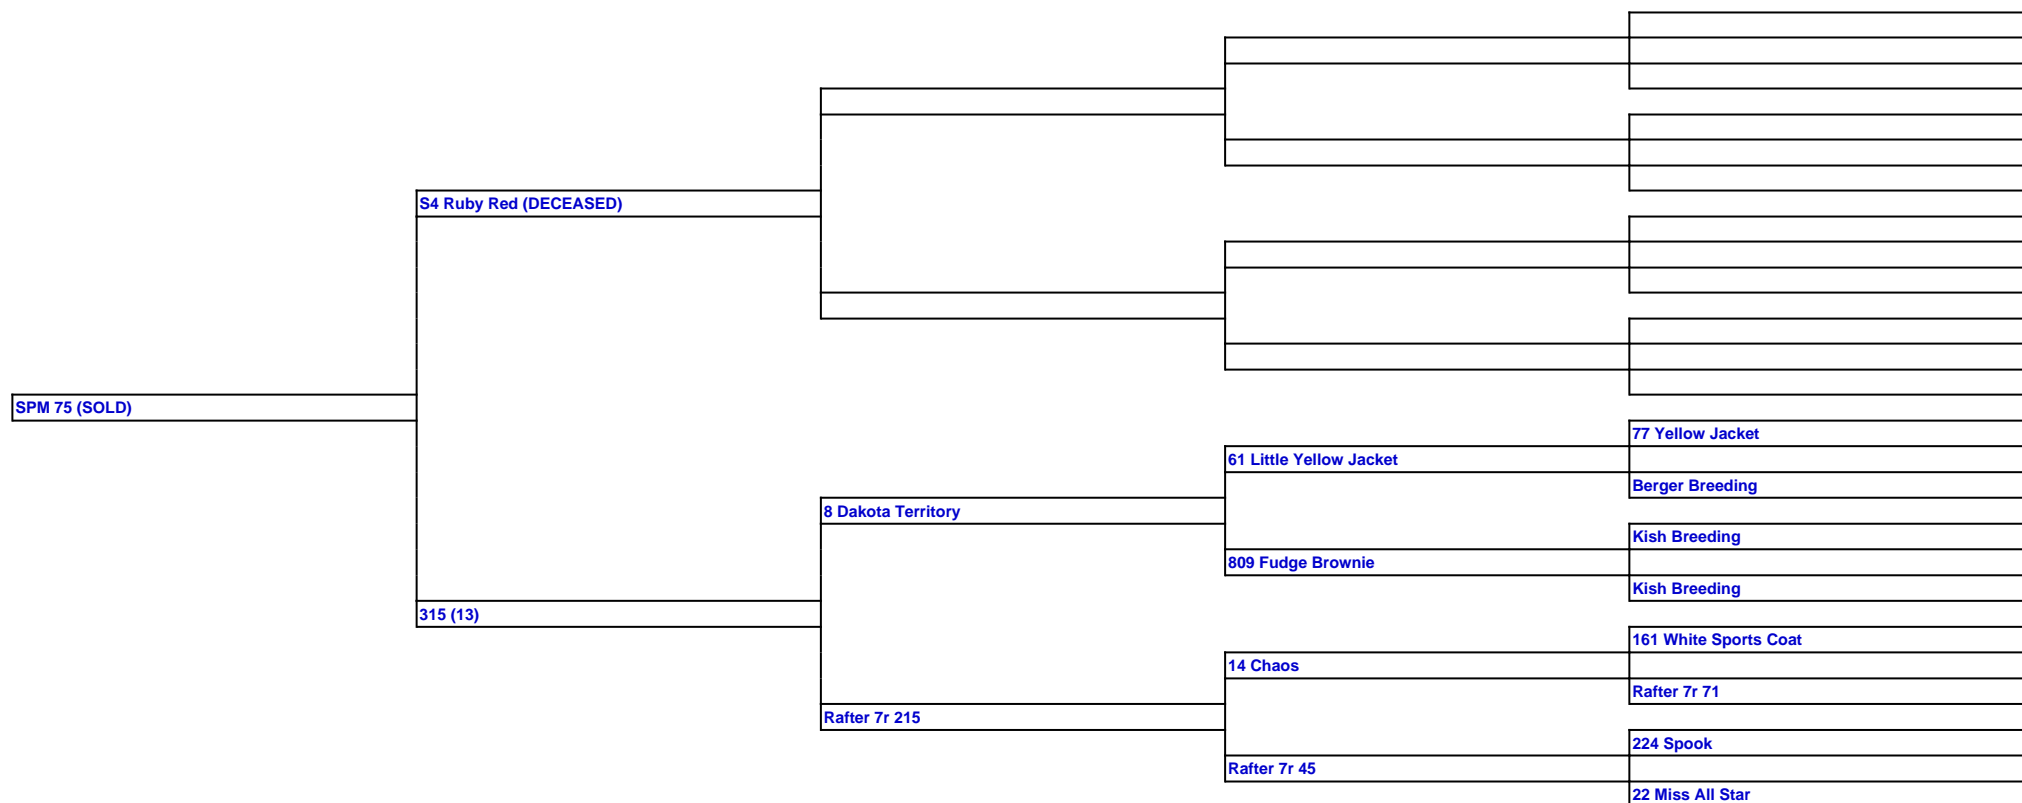 S4 Ruby Red (DECEASED)
SPM 75 (SOLD)
77 Yellow Jacket
61 Little Yellow Jacket
Berger Breeding
8 Dakota Territory
Kish Breeding
809 Fudge Brownie
Kish Breeding
315 (13)
161 White Sports Coat
14 Chaos
Rafter 7r 71
Rafter 7r 215
224 Spook
Rafter 7r 45
22 Miss All Star